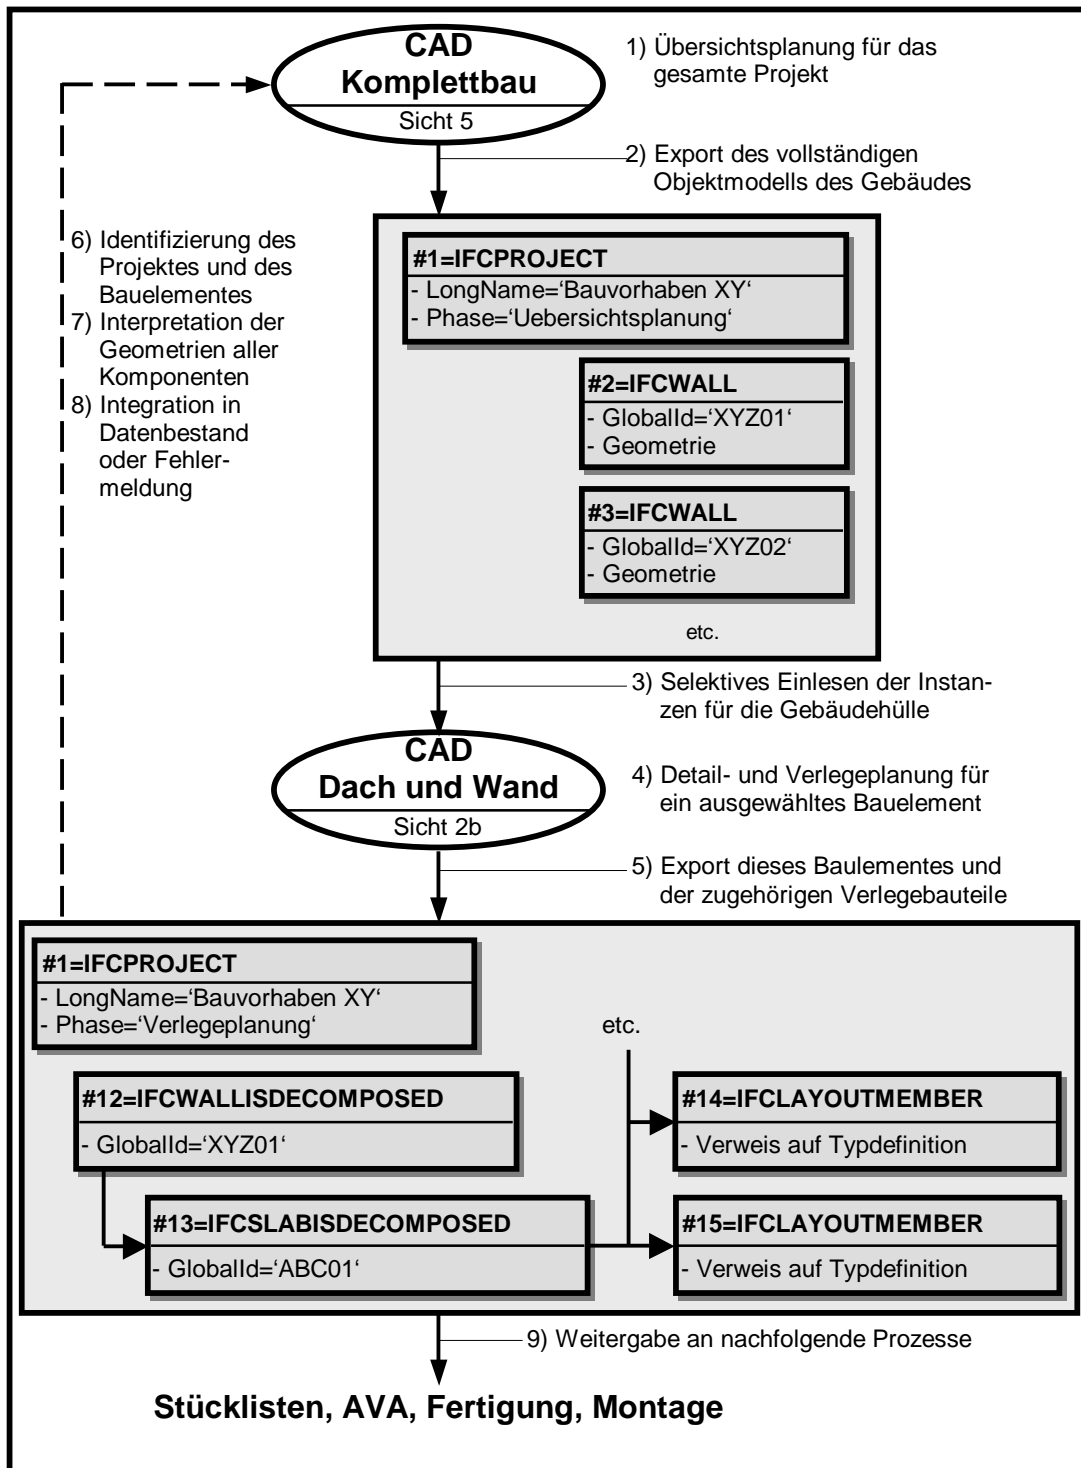 CAD
Komplettbau
Sicht 5
1) Übersichtsplanung für das
gesamte Projekt
2) Export des vollständigen
Objektmodells des Gebäudes
6) Identifizierung des
Projektes und des
Bauelementes
7) Interpretation der
Geometrien aller
Komponenten
8) Integration in
Datenbestand
oder Fehler-
meldung
#1=IFCPROJECT
- LongName=‘Bauvorhaben XY‘
- Phase=‘Uebersichtsplanung‘
#2=IFCWALL
- GlobalId=‘XYZ01‘
- Geometrie
#3=IFCWALL
- GlobalId=‘XYZ02‘
- Geometrie
etc.
3) Selektives Einlesen der Instan-
zen für die Gebäudehülle
CAD
Dach und Wand
Sicht 2b
4) Detail- und Verlegeplanung für
ein ausgewähltes Bauelement
5) Export dieses Baulementes und
der zugehörigen Verlegebauteile
#1=IFCPROJECT
- LongName=‘Bauvorhaben XY‘
- Phase=‘Verlegeplanung‘
etc.
#12=IFCWALLISDECOMPOSED
- GlobalId=‘XYZ01‘
#14=IFCLAYOUTMEMBER
- Verweis auf Typdefinition
#13=IFCSLABISDECOMPOSED
- GlobalId=‘ABC01‘
#15=IFCLAYOUTMEMBER
- Verweis auf Typdefinition
9) Weitergabe an nachfolgende Prozesse
Stücklisten, AVA, Fertigung, Montage